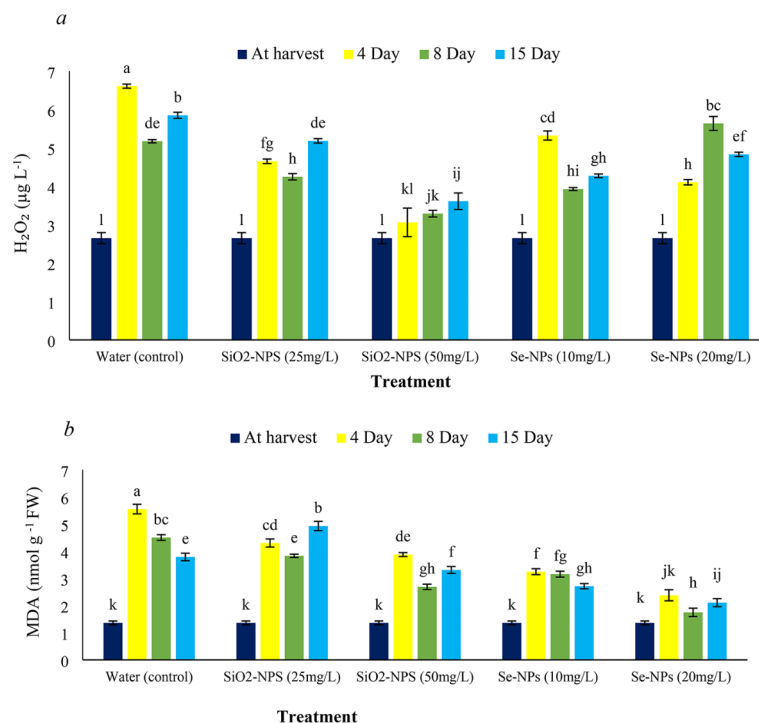 a
At harvest 4 Day 8 Day 15 Day
H₂O₂ (µg L⁻¹)
7
6
5
4
3
2
1
0
l a de b
l fg h de
l kl jk ij
l cd hi gh
l h bc ef
Water (control) SiO2-NPS (25mg/L) SiO2-NPS (50mg/L) Se-NPs (10mg/L) Se-NPs (20mg/L)
Treatment
b
At harvest 4 Day 8 Day 15 Day
MDA (nmol g ⁻¹ FW)
7
6
5
4
3
2
1
0
k a bc e
k cd e b
k de gh f
k f fg gh
k jk h ij
Water (control) SiO2-NPS (25mg/L) SiO2-NPS (50mg/L) Se-NPs (10mg/L) Se-NPs (20mg/L)
Treatment